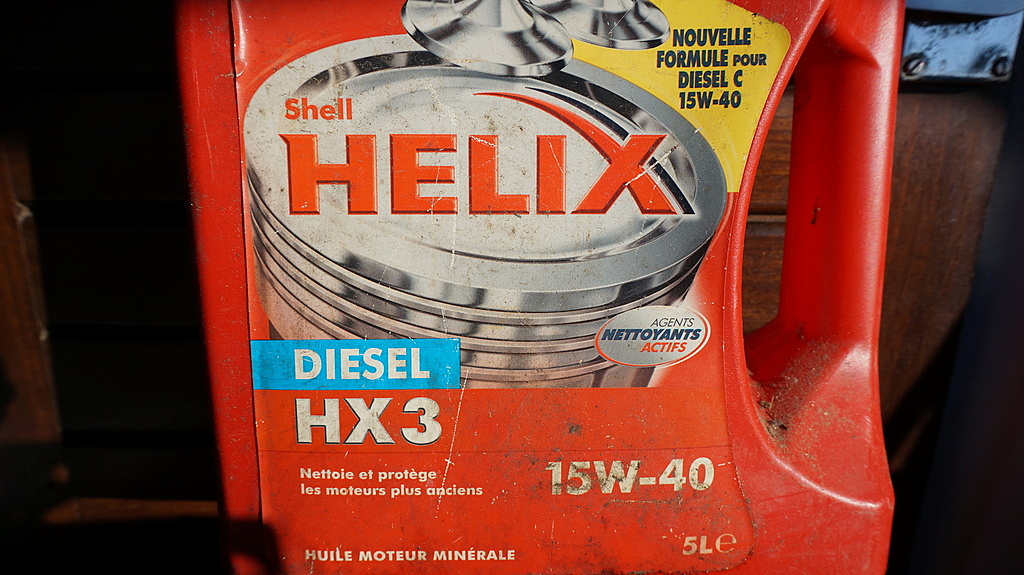 NOUVELLE
FORMULE POUR
DIESEL C
15W-40
Shell
HELIX
AGENTS
NETTOYANTS
ACTIFS
DIESEL
HX3
Nettoie et protège
les moteurs plus anciens
15W-40
HUILE MOTEUR MINÉRALE
5L℮